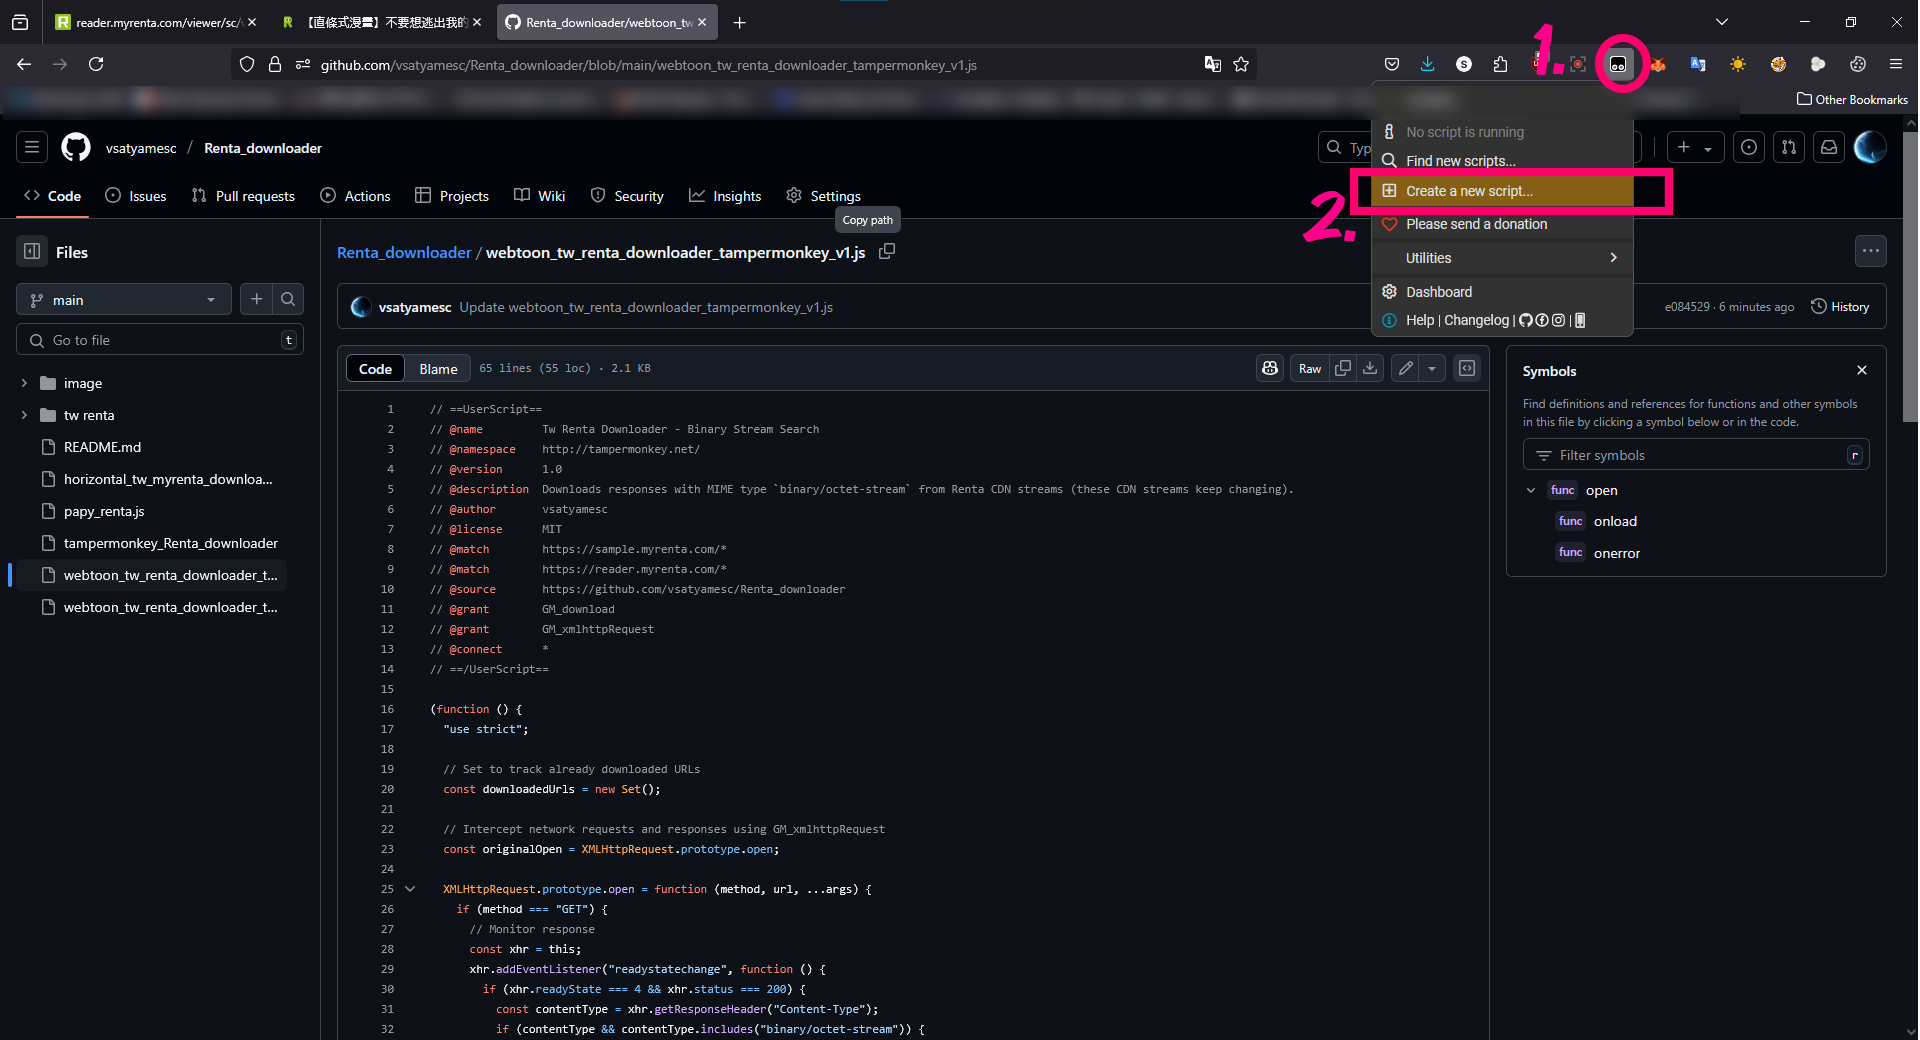 reader.myrenta.com/viewer/sc/
【直條式漫畫】不要想逃出我的
Renta_downloader/webtoon_tw
github.com/vsatyamesc/Renta_downloader/blob/main/webtoon_tw_renta_downloader_tampermonkey_v1.js
1.
Other Bookmarks
vsatyamesc / Renta_downloader
Typ
No script is running
Find new scripts...
Code
Issues
Pull requests
Actions
Projects
Wiki
Security
Insights
Settings
2.
Create a new script...
Copy path
Please send a donation
Utilities
Dashboard
Help | Changelog |
Files
Renta_downloader / webtoon_tw_renta_downloader_tampermonkey_v1.js
main
vsatyamesc Update webtoon_tw_renta_downloader_tampermonkey_v1.js
e084529 · 6 minutes ago
History
Go to file
t
image
tw renta
README.md
horizontal_tw_myrenta_downloa...
papy_renta.js
tampermonkey_Renta_downloader
webtoon_tw_renta_downloader_t...
webtoon_tw_renta_downloader_t...
Code
Blame
65 lines (55 loc) · 2.1 KB
Raw
1 // ==UserScript==
2 // @name Tw Renta Downloader - Binary Stream Search
3 // @namespace http://tampermonkey.net/
4 // @version 1.0
5 // @description Downloads responses with MIME type `binary/octet-stream` from Renta CDN streams (these CDN streams keep changing).
6 // @author vsatyamesc
7 // @license MIT
8 // @match https://sample.myrenta.com/*
9 // @match https://reader.myrenta.com/*
10 // @source https://github.com/vsatyamesc/Renta_downloader
11 // @grant GM_download
12 // @grant GM_xmlhttpRequest
13 // @connect *
14 // ==/UserScript==
15
16 (function () {
17 "use strict";
18
19 // Set to track already downloaded URLs
20 const downloadedUrls = new Set();
21
22 // Intercept network requests and responses using GM_xmlhttpRequest
23 const originalOpen = XMLHttpRequest.prototype.open;
24
25 XMLHttpRequest.prototype.open = function (method, url, ...args) {
26 if (method === "GET") {
27 // Monitor response
28 const xhr = this;
29 xhr.addEventListener("readystatechange", function () {
30 if (xhr.readyState === 4 && xhr.status === 200) {
31 const contentType = xhr.getResponseHeader("Content-Type");
32 if (contentType && contentType.includes("binary/octet-stream")) {
Symbols
Find definitions and references for functions and other symbols
in this file by clicking a symbol below or in the code.
Filter symbols
r
func open
func onload
func onerror